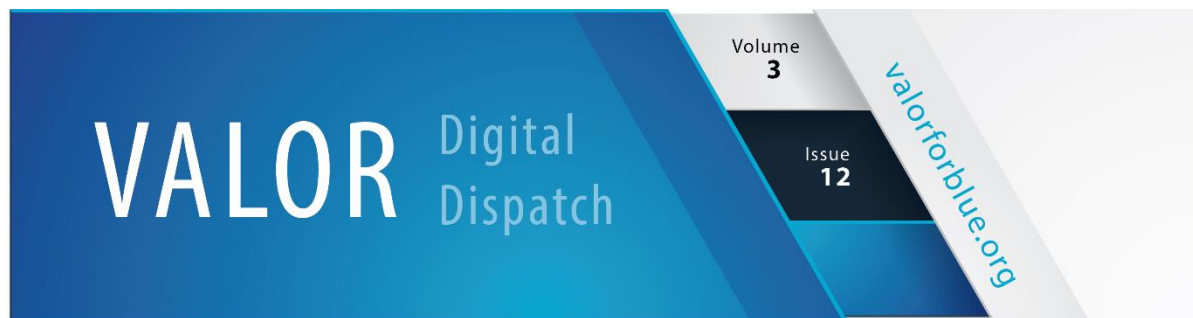 VALOR
Digital
Dispatch
Volume
3
Issue
12
valorforblue.org